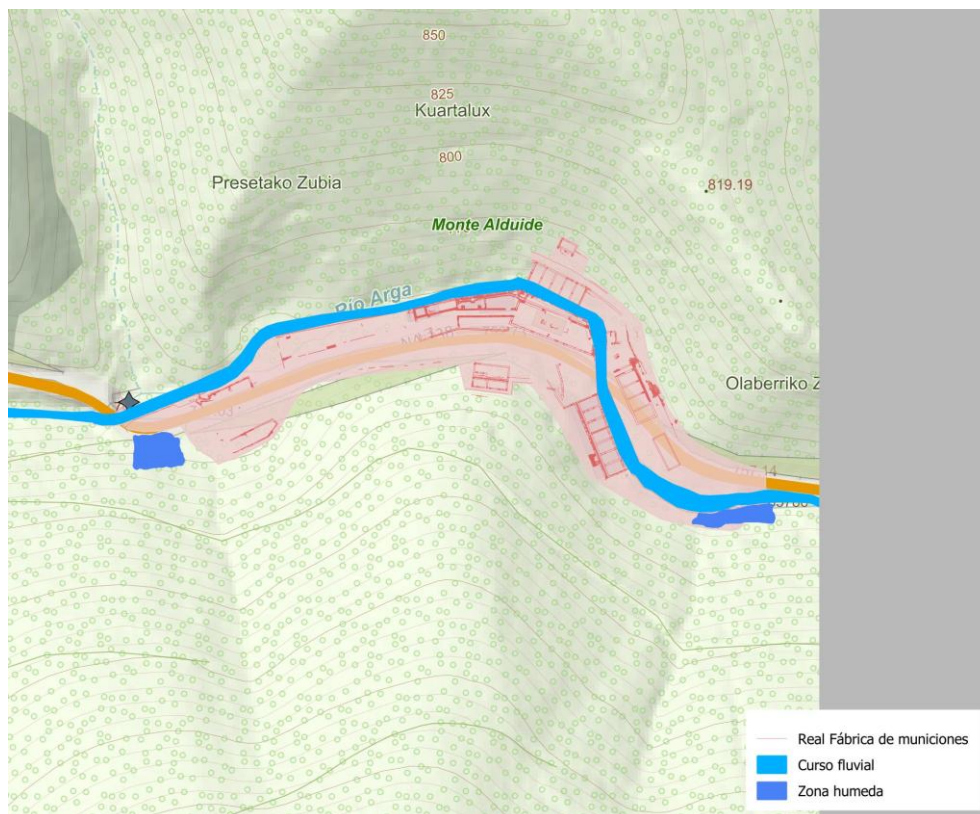 850
825
Kuartalux
800
Presetako Zubia
819.19
Monte Alduide
Río Arga
Olaberriko Z
Real Fábrica de municiones
Curso fluvial
Zona humeda